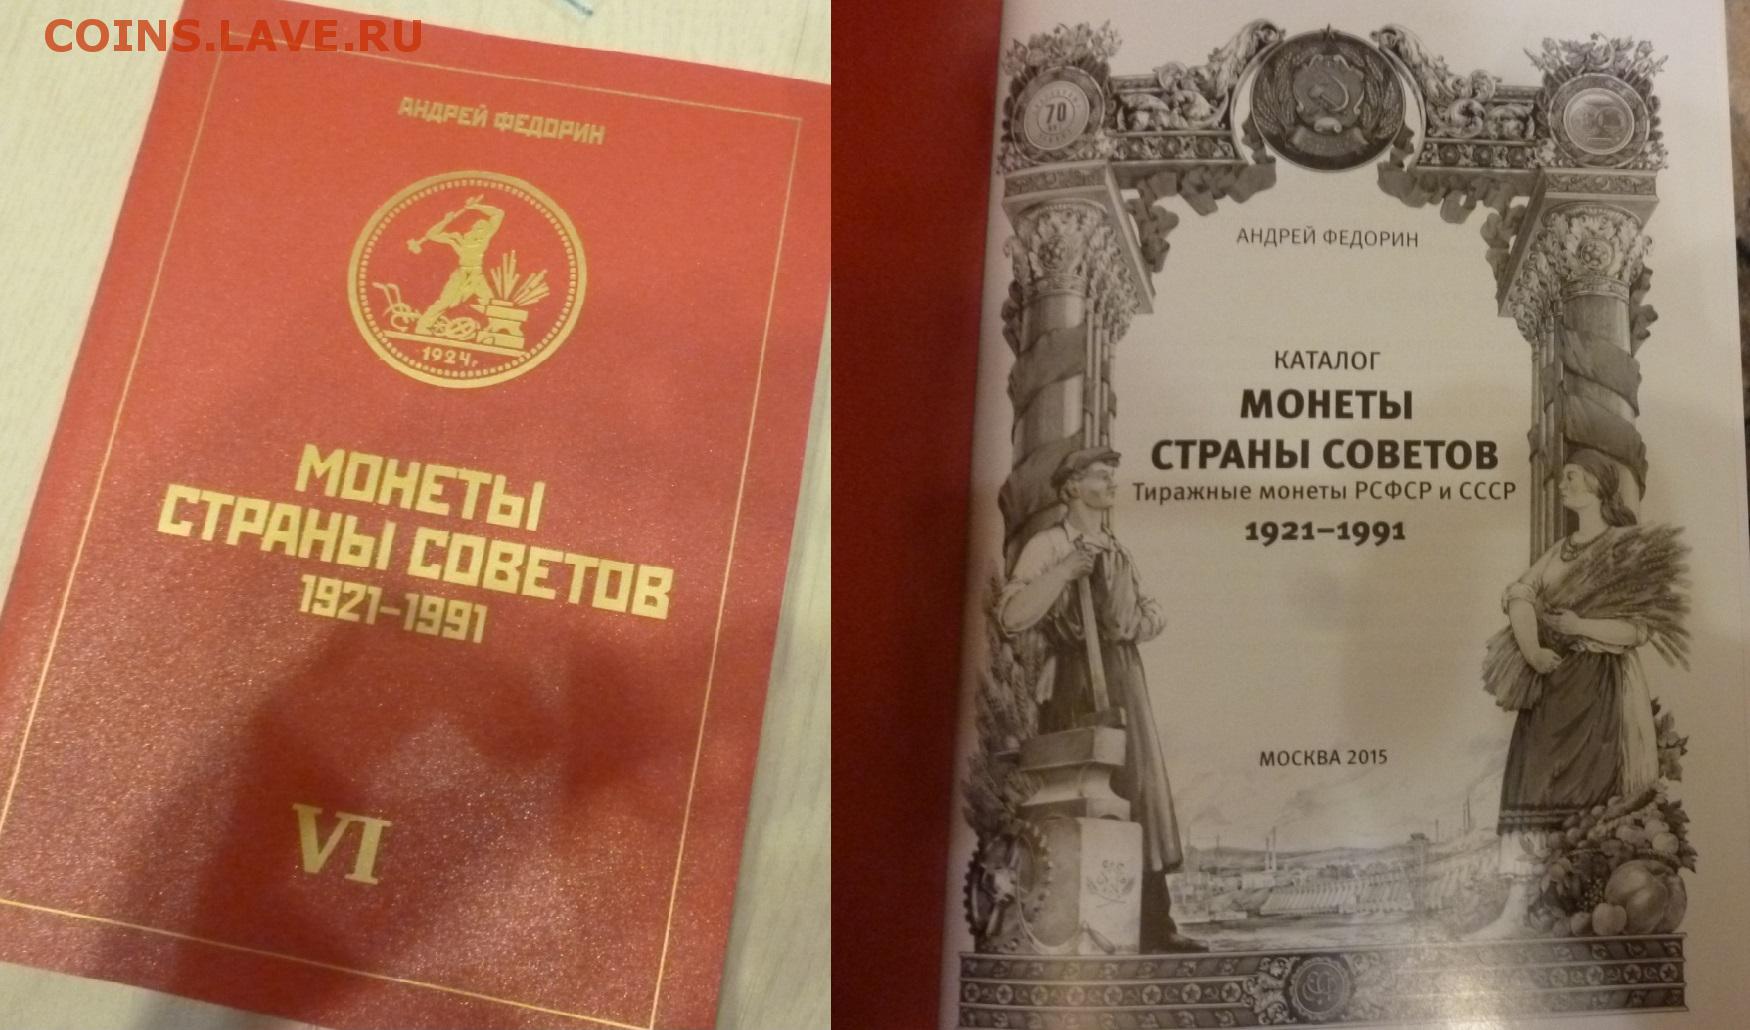 COINS.LAVE.RU
АНДРЕЙ ФЕДОРИН
1924г.
МОНЕТЫ
СТРАНЫ СОВЕТОВ
1921–1991
VI
70
АНДРЕЙ ФЕДОРИН
КАТАЛОГ
МОНЕТЫ
СТРАНЫ СОВЕТОВ
Тиражные монеты РСФСР и СССР
1921–1991
МОСКВА 2015